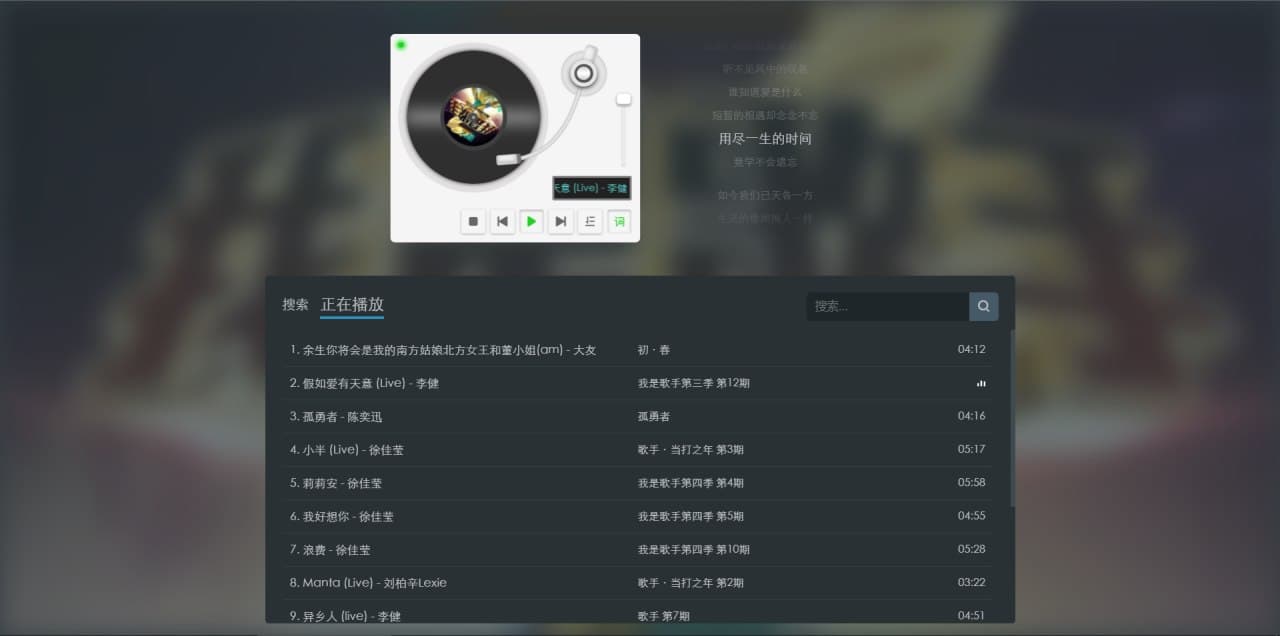 听不见其中的叹息
谁知道爱是什么
短暂的相遇却念念不忘
用尽一生的时间
竟学不会遗忘
如今我们已天各一方
生活的像周围人一样
天意 (Live) - 李健
词
搜索 正在播放 搜索...
1. 余生你将会是我的南方姑娘北方女王和董小姐(am) - 大友 初 · 春 04:12
2. 假如爱有天意 (Live) - 李健 我是歌手第三季 第12期
3. 孤勇者 - 陈奕迅 孤勇者 04:16
4. 小半 (Live) - 徐佳莹 歌手 · 当打之年 第3期 05:17
5. 莉莉安 - 徐佳莹 我是歌手第四季 第4期 05:58
6. 我好想你 - 徐佳莹 我是歌手第四季 第5期 04:55
7. 浪费 - 徐佳莹 我是歌手第四季 第10期 05:28
8. Manta (Live) - 刘柏辛Lexie 歌手 · 当打之年 第2期 03:22
9. 异乡人 (live) - 李健 歌手 第7期 04:51